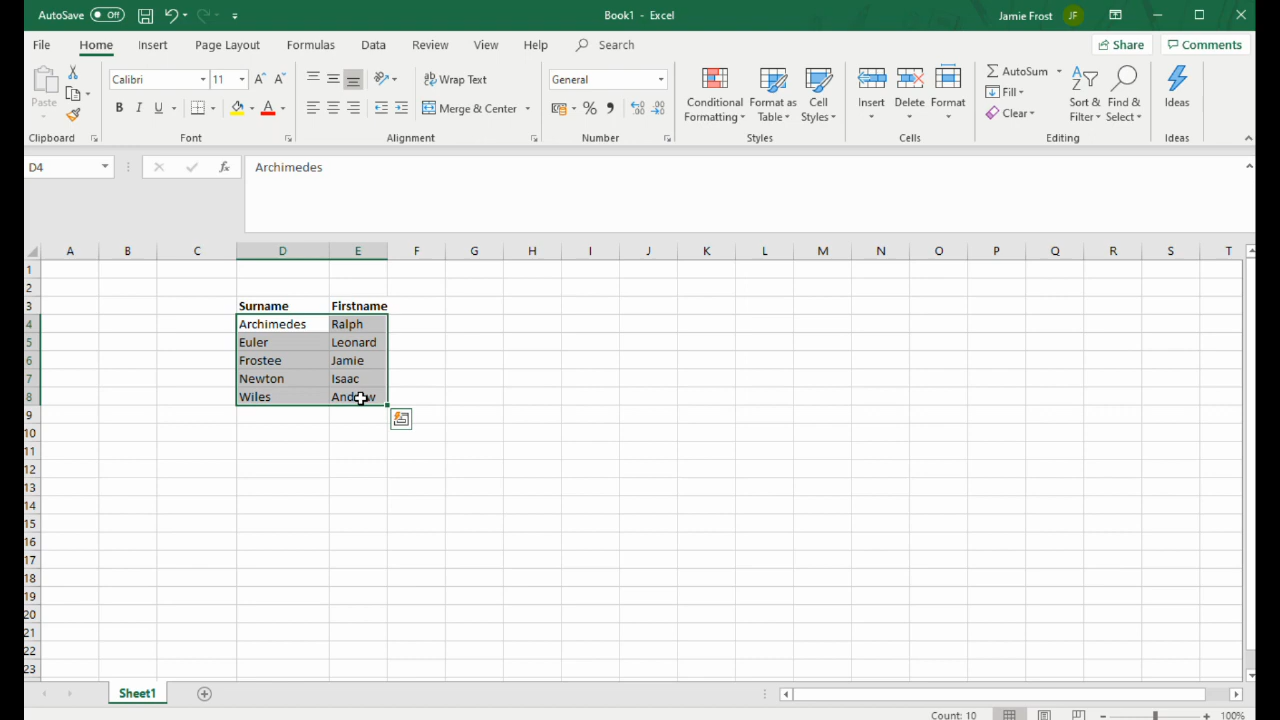 AutoSave Off Book1 - Excel Jamie Frost JF
File Home Insert Page Layout Formulas Data Review View Help Search Share Comments
Paste Calibri 11 Wrap Text General Conditional Formatting Format as Table Cell Styles Insert Delete Format AutoSum Fill Clear Sort & Filter Find & Select Ideas
B I U A Merge & Center % ,
Clipboard Font Alignment Number Styles Cells Editing Ideas
D4 fx Archimedes
A B C D E F G H I J K L M N O P Q R S T
1
2
3 Surname Firstname
4 Archimedes Ralph
5 Euler Leonard
6 Frostee Jamie
7 Newton Isaac
8 Wiles Andrew
9
10
11
12
13
14
15
16
17
18
19
20
21
22
23
Sheet1
Count: 10 100%